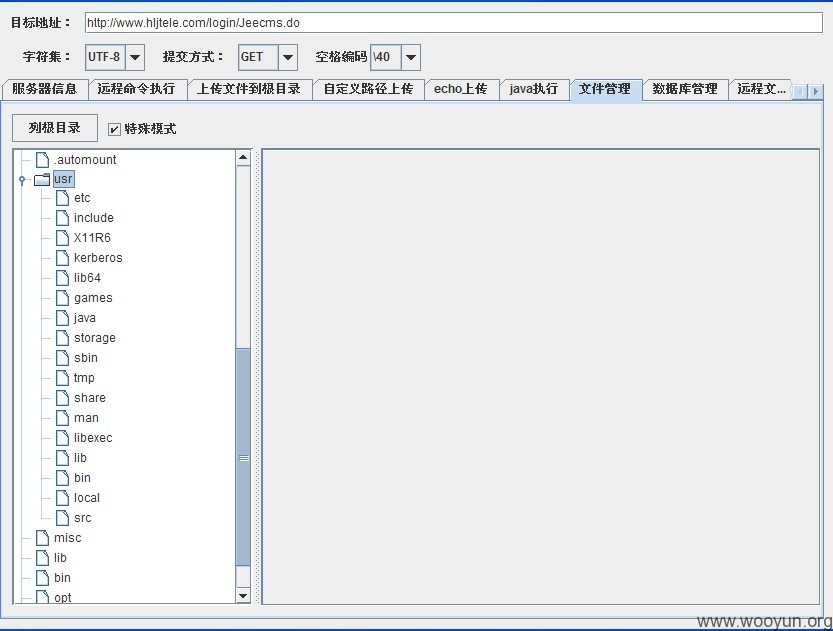 目标地址： http://www.hljtele.com/login/Jeecms.do
字符集： UTF-8 提交方式： GET 空格编码 \40
服务器信息 远程命令执行 上传文件到根目录 自定义路径上传 echo上传 java执行 文件管理 数据库管理 远程文...
列根目录 特殊模式
.automount
usr
etc
include
X11R6
kerberos
lib64
games
java
storage
sbin
tmp
share
man
libexec
lib
bin
local
src
misc
lib
bin
opt
www.wooyun.org